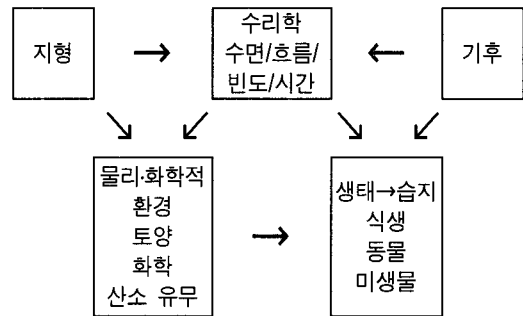 지형
→
수리학
수면/흐름/
빈도/시간
←
기후
↘
↙
↘
↙
물리·화학적
환경
토양
화학
산소 유무
→
생태→습지
식생
동물
미생물